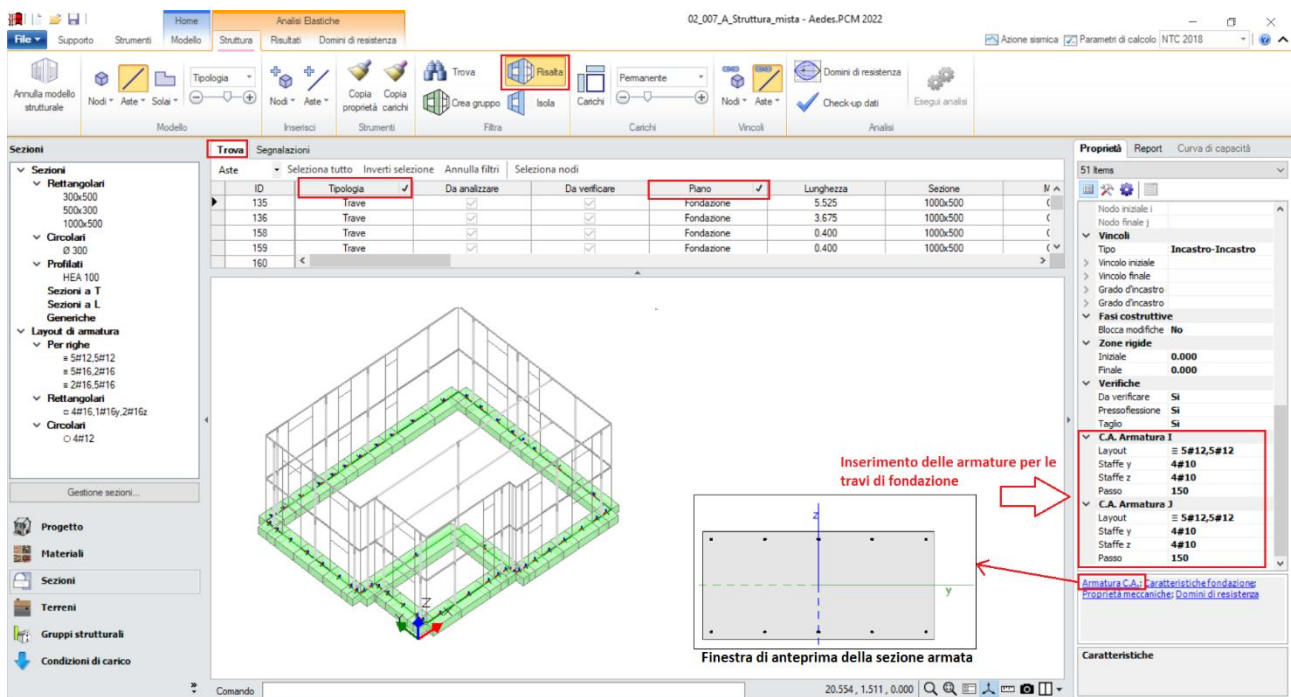 02_007_A_Struttura_mista - Aedes.PCM 2022
Home
Analisi Elastiche
File Supporto Strumenti Modello Struttura Risultati Domini di resistenza
Azione sismica Parametri di calcolo NTC 2018
Annulla modello strutturale
Nodi Aste Solai
Tipologia
Modello
Nodi Aste
Inserisci
Copia proprietà
Copia carichi
Strumenti
Trova
Crea gruppo
Risalta
Isola
Filtra
Carichi
Permanente
Carichi
Nodi Aste
Vincoli
Domini di resistenza
Check-up dati
Esegui analisi
Analisi
Sezioni
Sezioni
Rettangolari
300x500
500x300
1000x500
Circolari
Ø 300
Profilati
HEA 100
Sezioni a T
Sezioni a L
Generiche
Layout di armatura
Per righe
≡ 5#12,5#12
≡ 5#16,2#16
≡ 2#16,5#16
Rettangolari
□ 4#16,1#16y,2#16z
Circolari
○ 4#12
Gestione sezioni...
Progetto
Materiali
Sezioni
Terreni
Gruppi strutturali
Condizioni di carico
Trova Segnalazioni
Aste Seleziona tutto Inverti selezione Annulla filtri Seleziona nodi
ID Tipologia Da analizzare Da verificare Piano Lunghezza Sezione M
135 Trave Fondazione 5.525 1000x500
136 Trave Fondazione 3.675 1000x500
158 Trave Fondazione 0.400 1000x500
159 Trave Fondazione 0.400 1000x500
160
Z
Inserimento delle armature per le
travi di fondazione
z
y
Finestra di anteprima della sezione armata
Comando
20.554 , 1.511 , 0.000
Proprietà Report Curva di capacità
51 Items
Nodo iniziale i
Nodo finale j
Vincoli
Tipo Incastro-Incastro
Vincolo iniziale
Vincolo finale
Grado d'incastro
Grado d'incastro
Fasi costruttive
Blocca modifiche No
Zone rigide
Iniziale 0.000
Finale 0.000
Verifiche
Da verificare Sì
Pressoflessione Sì
Taglio Sì
C.A. Armatura I
Layout ≡ 5#12,5#12
Staffe y 4#10
Staffe z 4#10
Passo 150
C.A. Armatura J
Layout ≡ 5#12,5#12
Staffe y 4#10
Staffe z 4#10
Passo 150
Armatura C.A.; Caratteristiche fondazione;
Proprietà meccaniche; Domini di resistenza
Caratteristiche